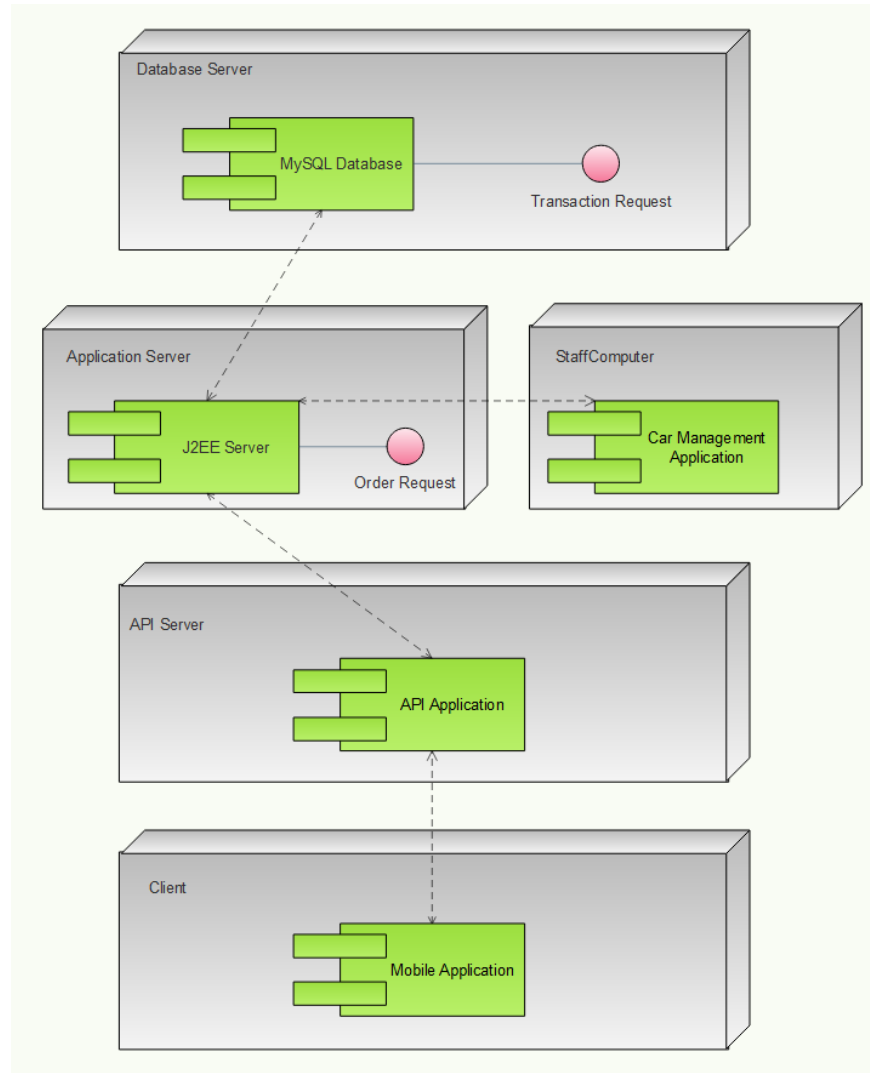 Database Server
MySQL Database
Transaction Request
Application Server
J2EE Server
Order Request
StaffComputer
Car Management
Application
API Server
API Application
Client
Mobile Application